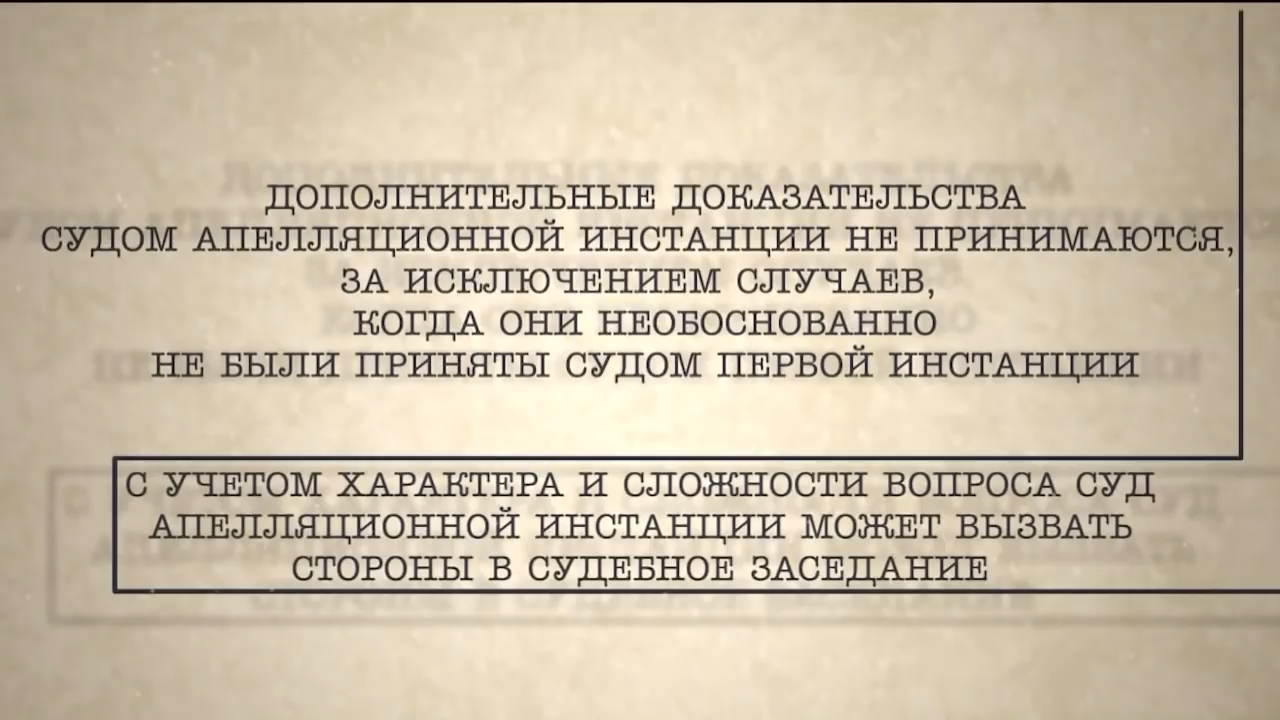 ДОПОЛНИТЕЛЬНЫЕ ДОКАЗАТЕЛЬСТВА
СУДОМ АПЕЛЛЯЦИОННОЙ ИНСТАНЦИИ НЕ ПРИНИМАЮТСЯ,
ЗА ИСКЛЮЧЕНИЕМ СЛУЧАЕВ,
КОГДА ОНИ НЕОБОСНОВАННО
НЕ БЫЛИ ПРИНЯТЫ СУДОМ ПЕРВОЙ ИНСТАНЦИИ
С УЧЕТОМ ХАРАКТЕРА И СЛОЖНОСТИ ВОПРОСА СУД
АПЕЛЛЯЦИОННОЙ ИНСТАНЦИИ МОЖЕТ ВЫЗВАТЬ
СТОРОНЫ В СУДЕБНОЕ ЗАСЕДАНИЕ